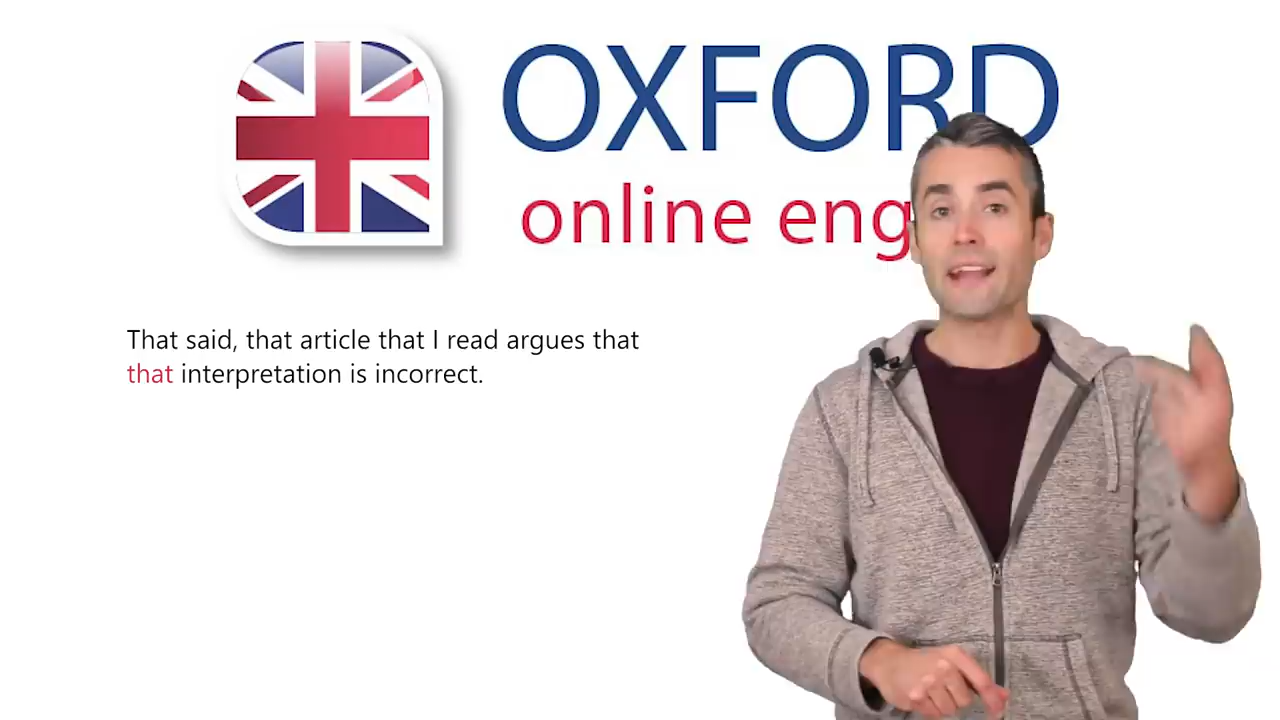 OXFORD
online eng
That said, that article that I read argues that
that interpretation is incorrect.